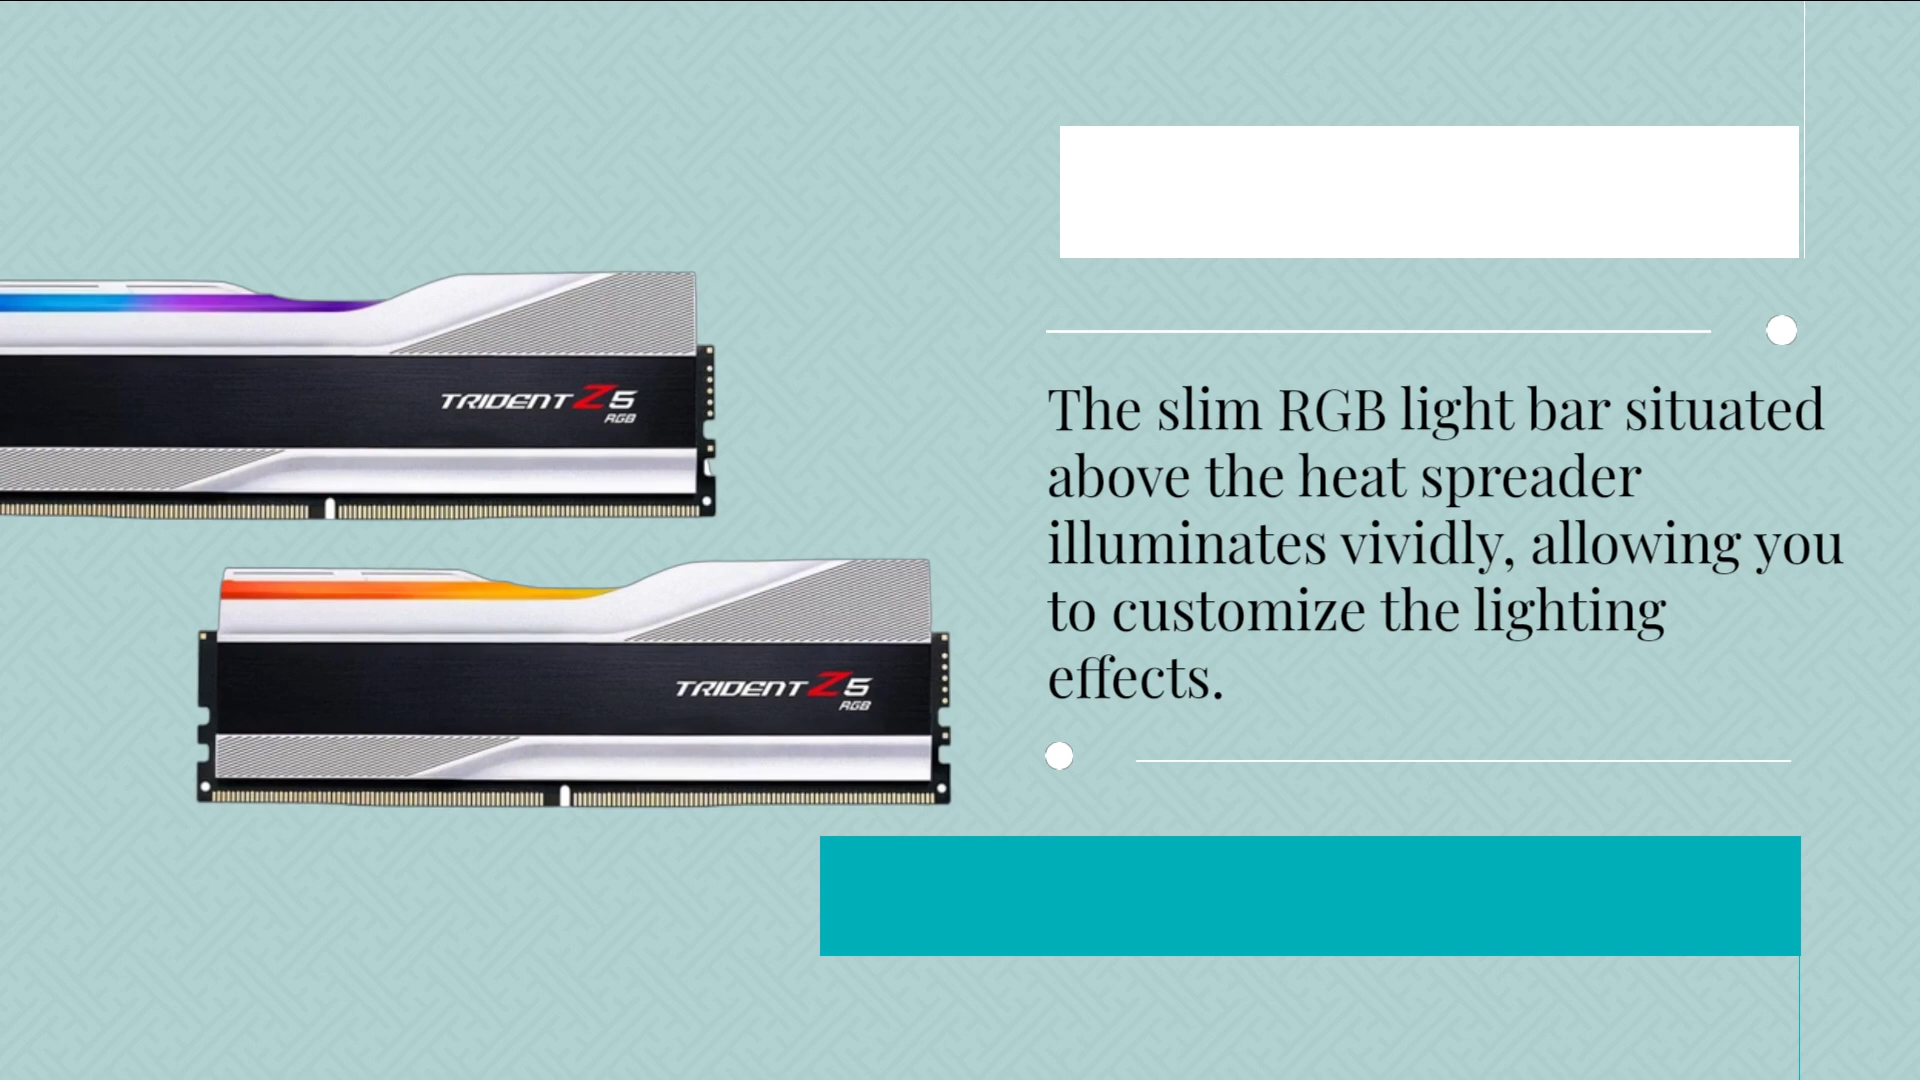 TRIDENT Z5
RGB
TRIDENT Z5
RGB
The slim RGB light bar situated
above the heat spreader
illuminates vividly, allowing you
to customize the lighting
effects.